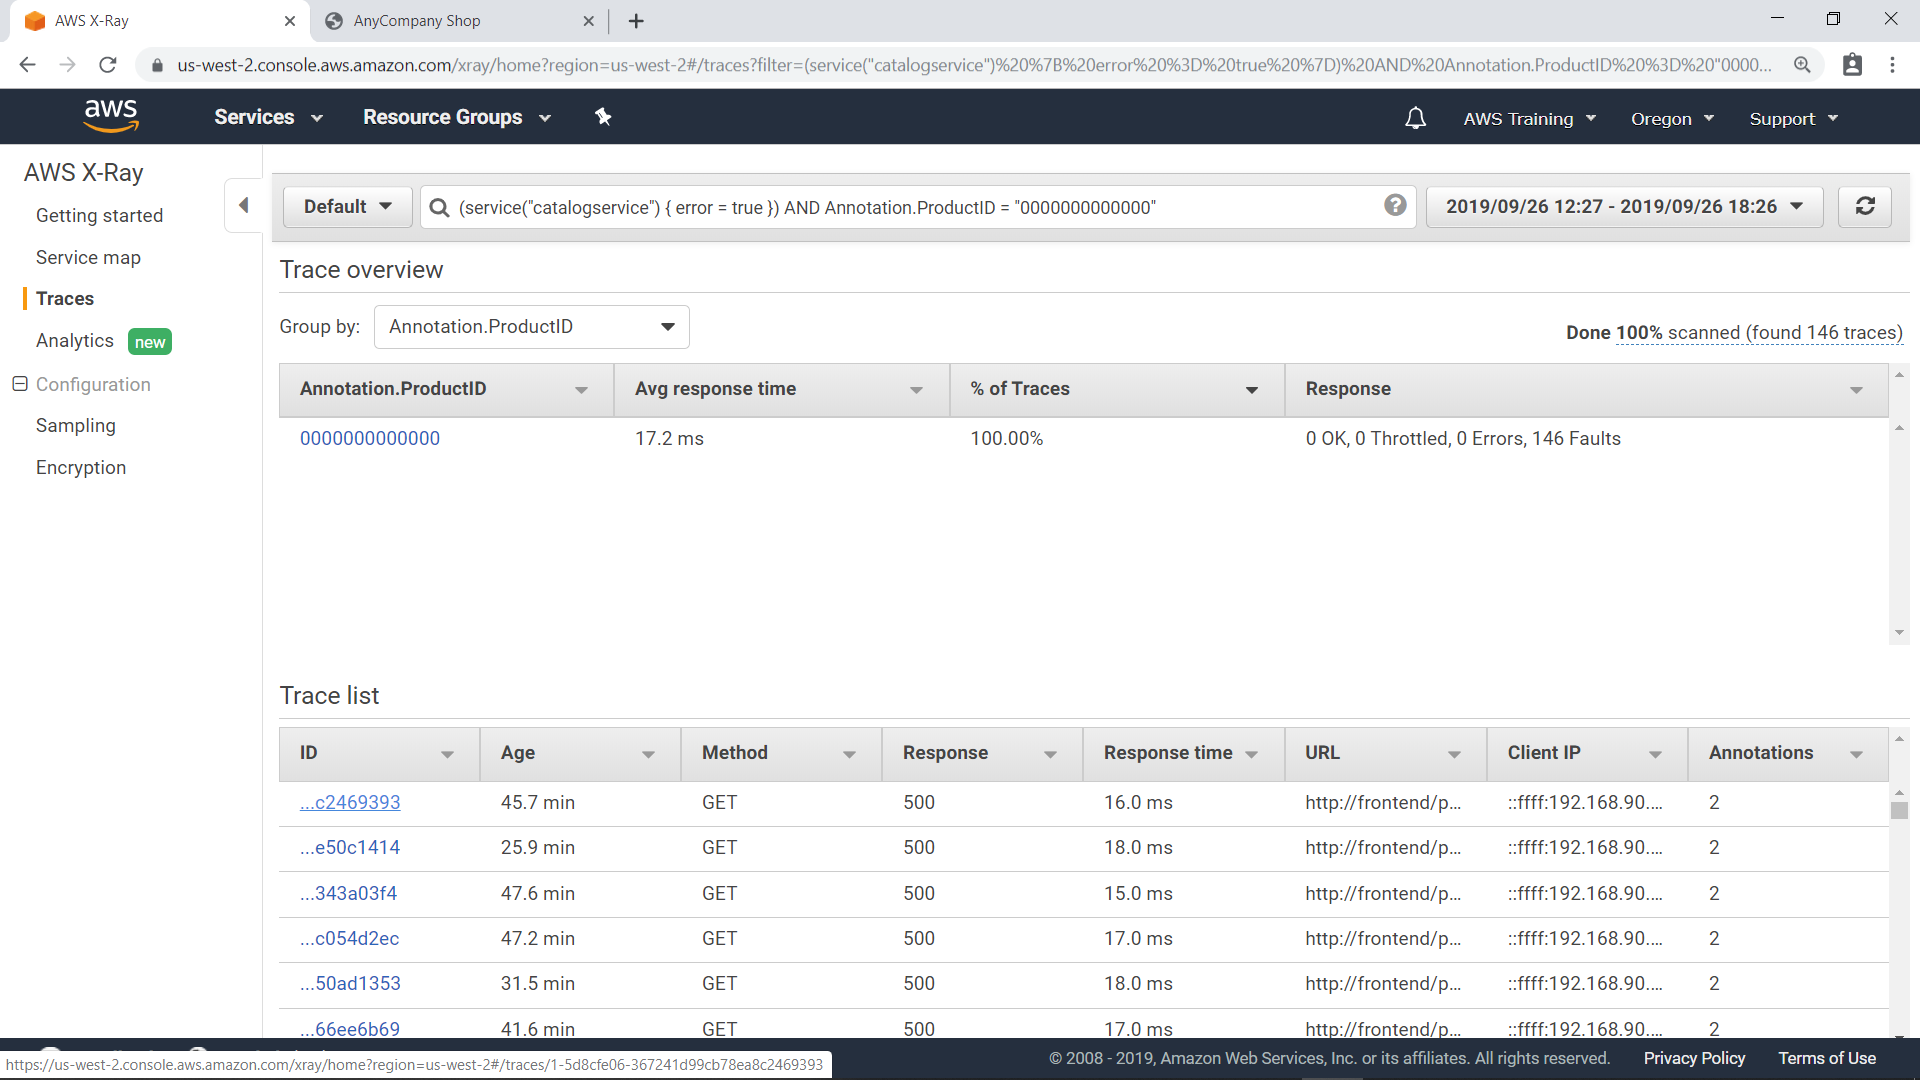 AWS X-Ray
AnyCompany Shop
us-west-2.console.aws.amazon.com/xray/home?region=us-west-2#/traces?filter=(service("catalogservice")%20%7B%20error%20%3D%20true%20%7D)%20AND%20Annotation.ProductID%20%3D%20"0000...
aws
Services
Resource Groups
AWS Training
Oregon
Support
AWS X-Ray
Getting started
Service map
Traces
Analytics new
Configuration
Sampling
Encryption
Default
(service("catalogservice") { error = true }) AND Annotation.ProductID = "0000000000000"
2019/09/26 12:27 - 2019/09/26 18:26
Trace overview
Group by: Annotation.ProductID
Done 100% scanned (found 146 traces)
Annotation.ProductID Avg response time % of Traces Response
0000000000000 17.2 ms 100.00% 0 OK, 0 Throttled, 0 Errors, 146 Faults
Trace list
ID Age Method Response Response time URL Client IP Annotations
...c2469393 45.7 min GET 500 16.0 ms http://frontend/p... ::ffff:192.168.90.... 2
...e50c1414 25.9 min GET 500 18.0 ms http://frontend/p... ::ffff:192.168.90.... 2
...343a03f4 47.6 min GET 500 15.0 ms http://frontend/p... ::ffff:192.168.90.... 2
...c054d2ec 47.2 min GET 500 17.0 ms http://frontend/p... ::ffff:192.168.90.... 2
...50ad1353 31.5 min GET 500 18.0 ms http://frontend/p... ::ffff:192.168.90.... 2
...66ee6b69 41.6 min GET 500 17.0 ms http://frontend/p... ::ffff:192.168.90.... 2
https://us-west-2.console.aws.amazon.com/xray/home?region=us-west-2#/traces/1-5d8cfe06-367241d99cb78ea8c2469393
© 2008 - 2019, Amazon Web Services, Inc. or its affiliates. All rights reserved.
Privacy Policy
Terms of Use